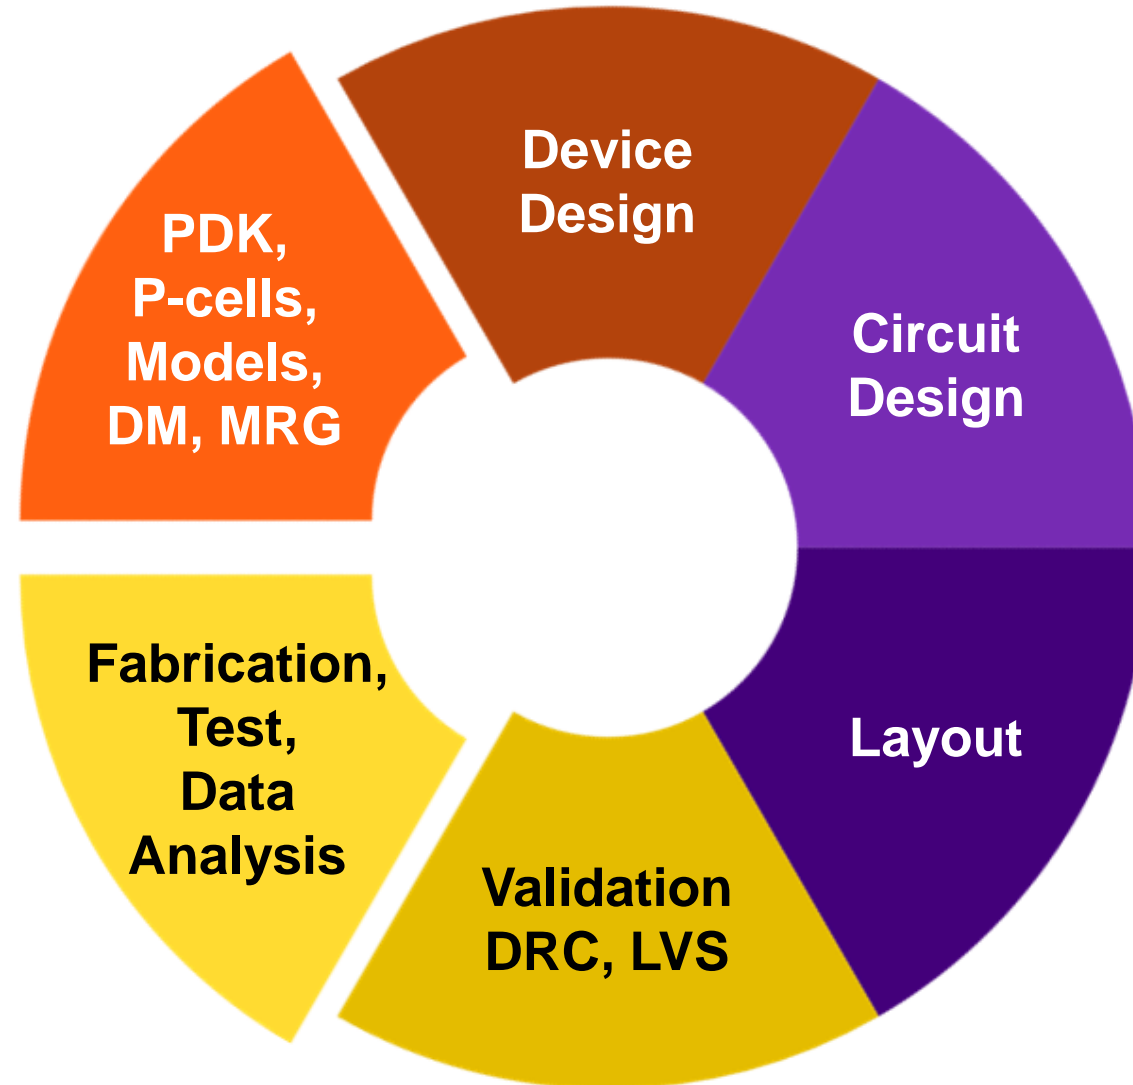 Device
Design
Circuit
Design
Layout
Validation
DRC, LVS
Fabrication,
Test,
Data
Analysis
PDK,
P-cells,
Models,
DM, MRG